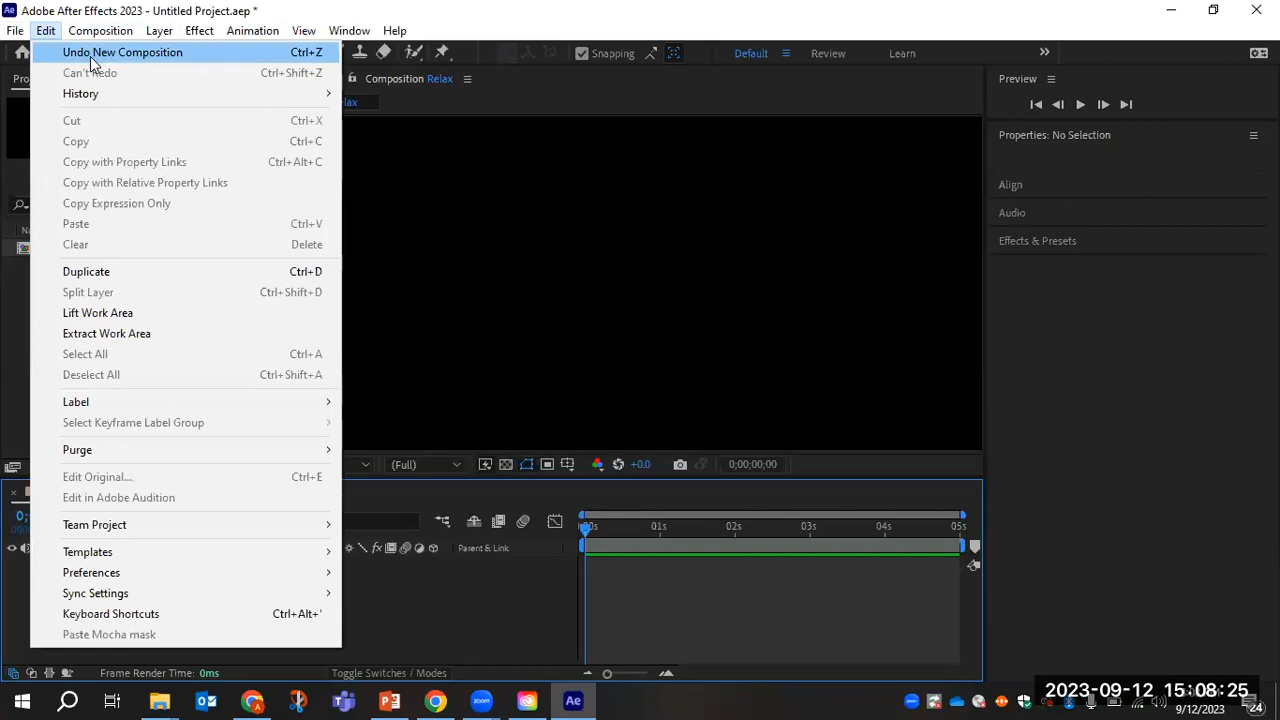 Ae Adobe After Effects 2023 - Untitled Project.aep *
File Edit Composition Layer Effect Animation View Window Help
Undo New Composition Ctrl+Z
Can't Redo Ctrl+Shift+Z
History
Cut Ctrl+X
Copy Ctrl+C
Copy with Property Links Ctrl+Alt+C
Copy with Relative Property Links
Copy Expression Only
Paste Ctrl+V
Clear Delete
Duplicate Ctrl+D
Split Layer Ctrl+Shift+D
Lift Work Area
Extract Work Area
Select All Ctrl+A
Deselect All Ctrl+Shift+A
Label
Select Keyframe Label Group
Purge
Edit Original... Ctrl+E
Edit in Adobe Audition
Team Project
Templates
Preferences
Sync Settings
Keyboard Shortcuts Ctrl+Alt+'
Paste Mocha mask
Snapping
Default Review Learn
Composition Relax
Preview
Properties: No Selection
Align
Audio
Effects & Presets
(Full) +0.0 0;00;00;00
01s 02s 03s 04s 05s
Parent & Link
Frame Render Time: 0ms
Toggle Switches / Modes
Ae
2023-09-12 15:08:25
9/12/2023
24